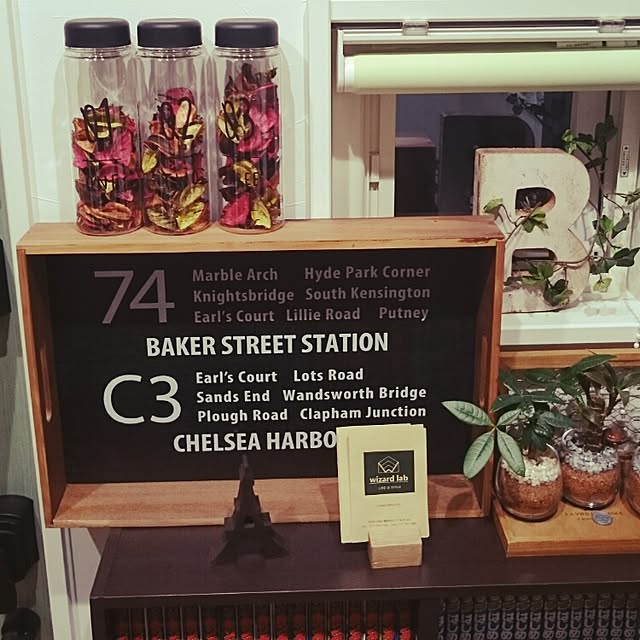 B
74
Marble Arch Hyde Park Corner
Knightsbridge South Kensington
Earl's Court Lillie Road Putney
BAKER STREET STATION
C3
Earl's Court Lots Road
Sands End Wandsworth Bridge
Plough Road Clapham Junction
CHELSEA HARBO
wizard lab